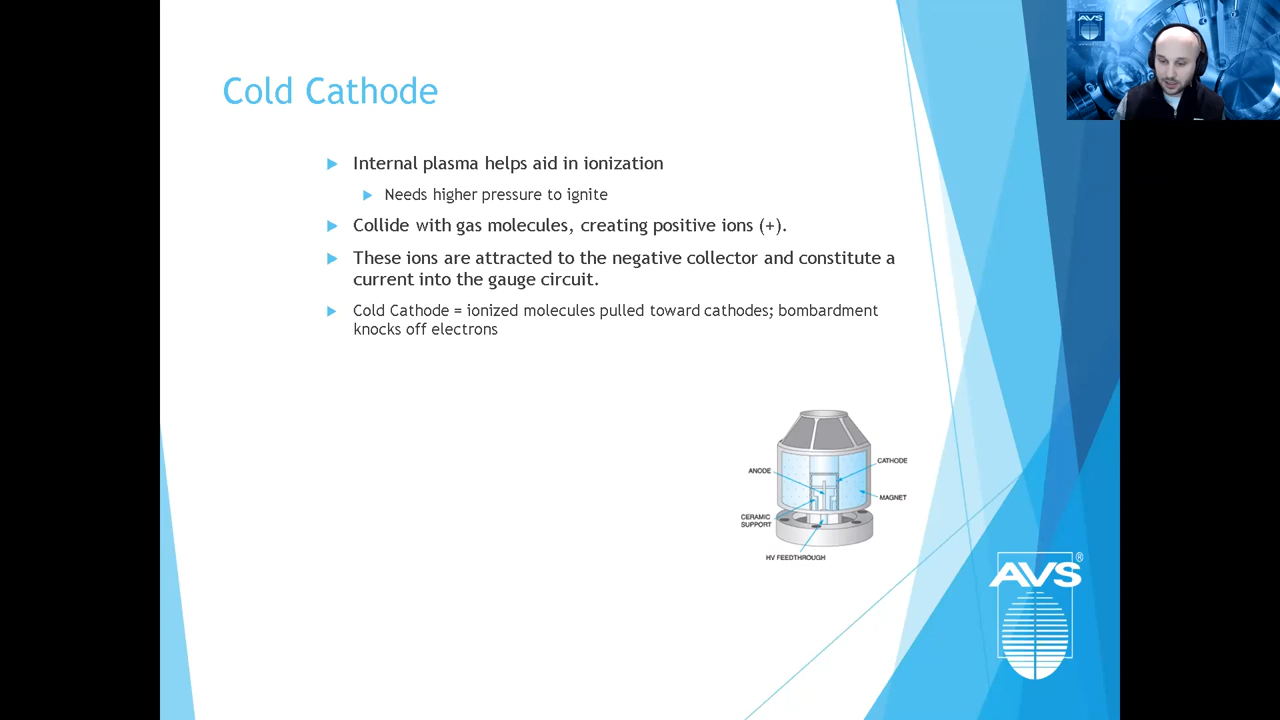 AVS
Cold Cathode
Internal plasma helps aid in ionization
Needs higher pressure to ignite
Collide with gas molecules, creating positive ions (+).
These ions are attracted to the negative collector and constitute a
current into the gauge circuit.
Cold Cathode = ionized molecules pulled toward cathodes; bombardment
knocks off electrons
CATHODE
ANODE
MAGNET
CERAMIC
SUPPORT
HV FEEDTHROUGH
AVS®